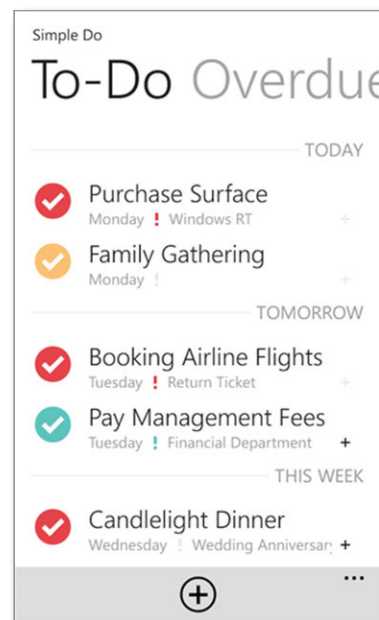 Simple Do
To-Do Overdue
TODAY
Purchase Surface
Monday ! Windows RT +
Family Gathering
Monday ! +
TOMORROW
Booking Airline Flights
Tuesday ! Return Ticket +
Pay Management Fees
Tuesday ! Financial Department +
THIS WEEK
Candlelight Dinner
Wednesday ! Wedding Anniversar +